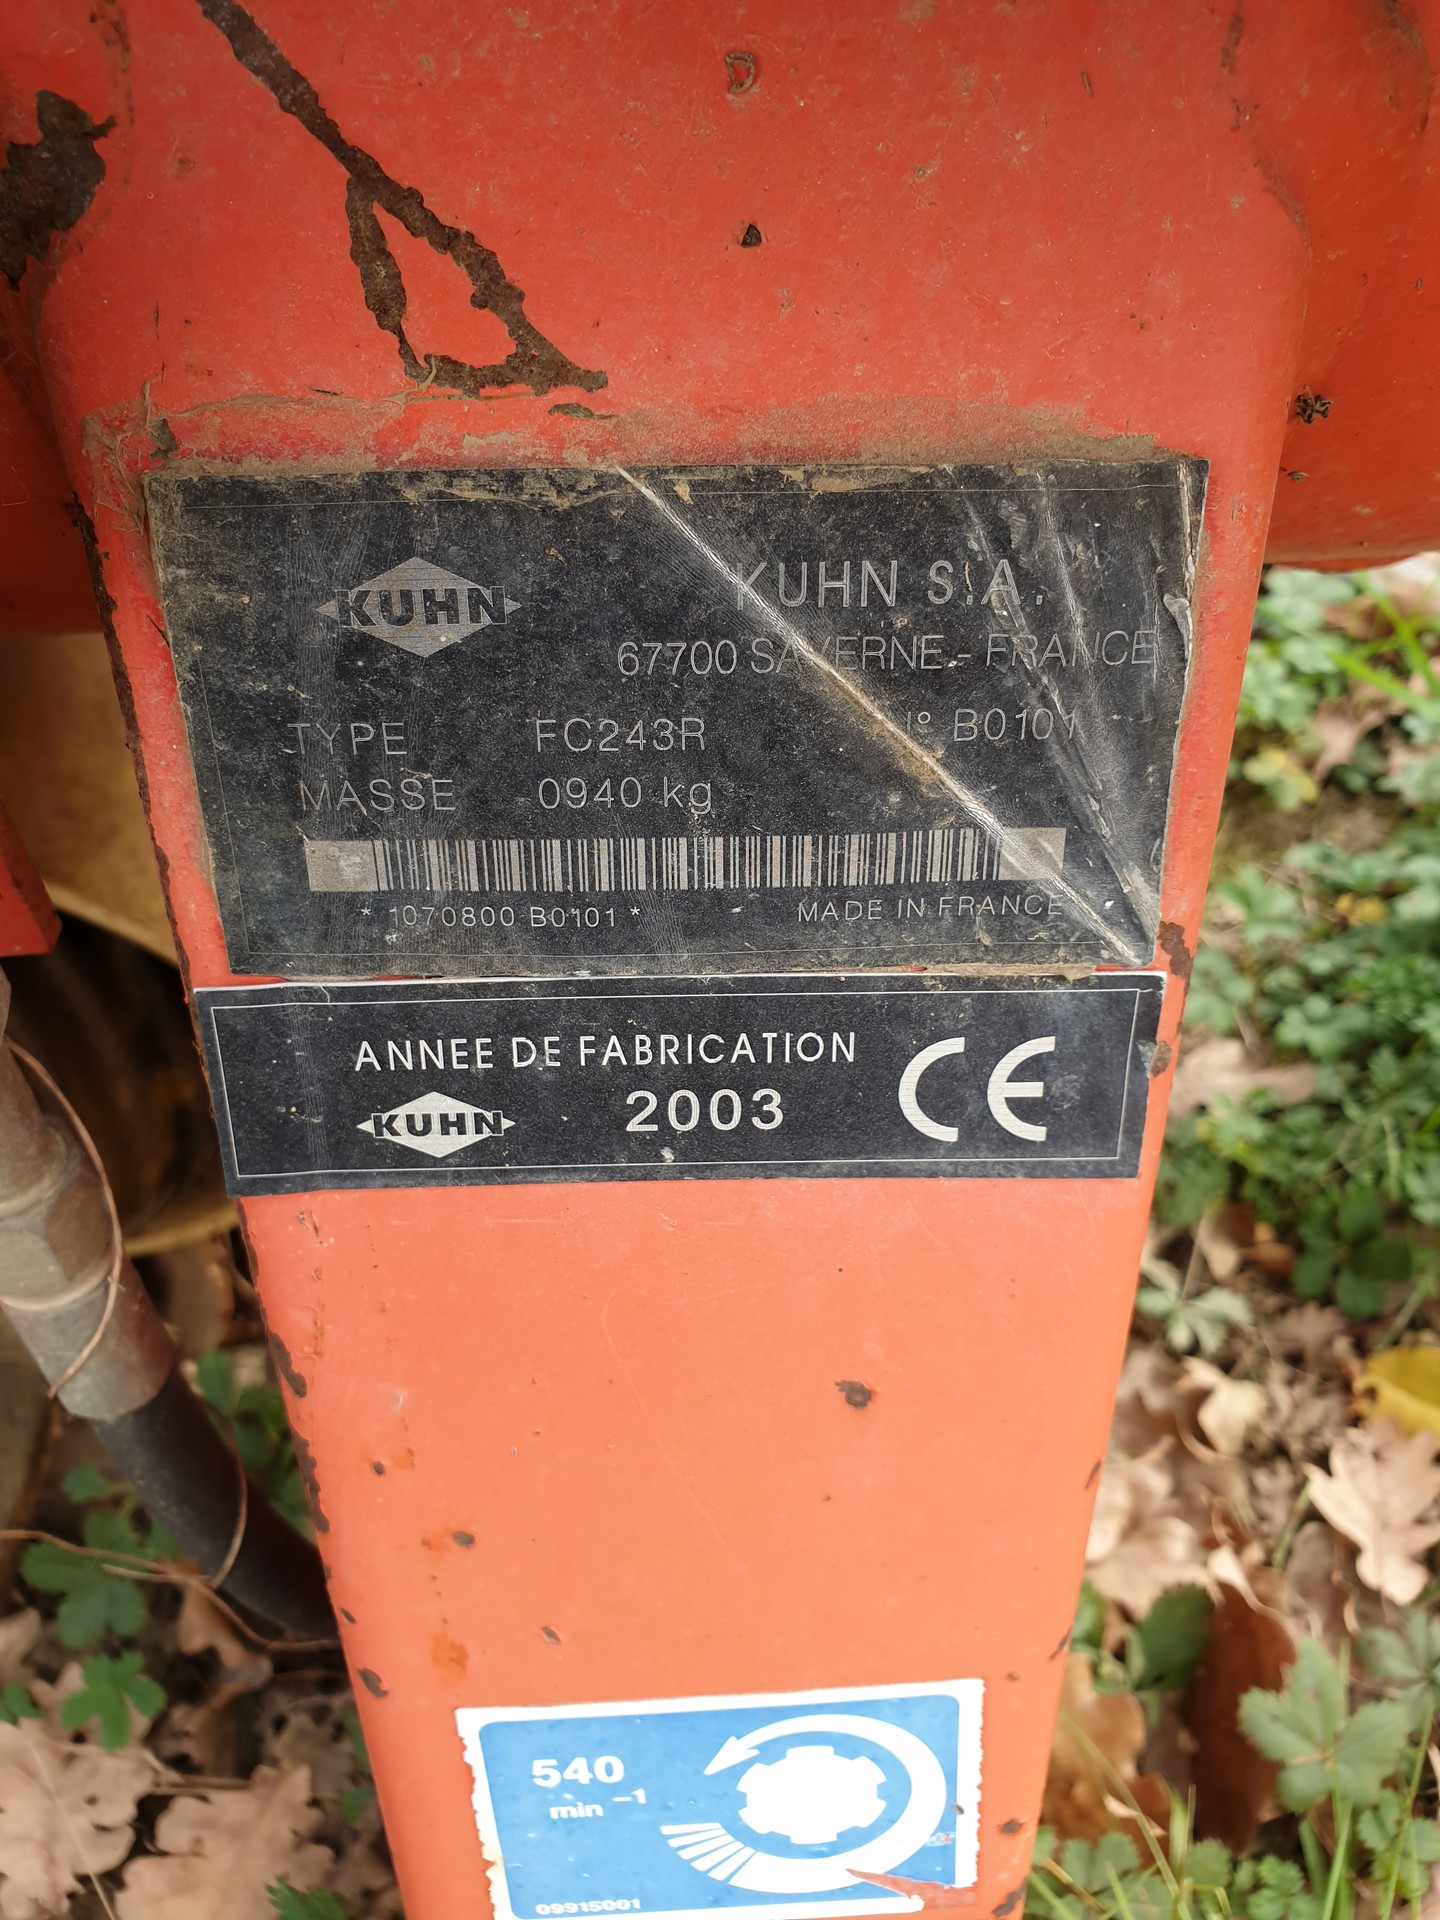 KUHN
KUHN S.A.
67700 SAVERNE - FRANCE
TYPE FC243R N° B0101
MASSE 0940 kg
* 1070800 B0101 * MADE IN FRANCE
ANNEE DE FABRICATION
KUHN 2003 CE
540
min -1
09915001